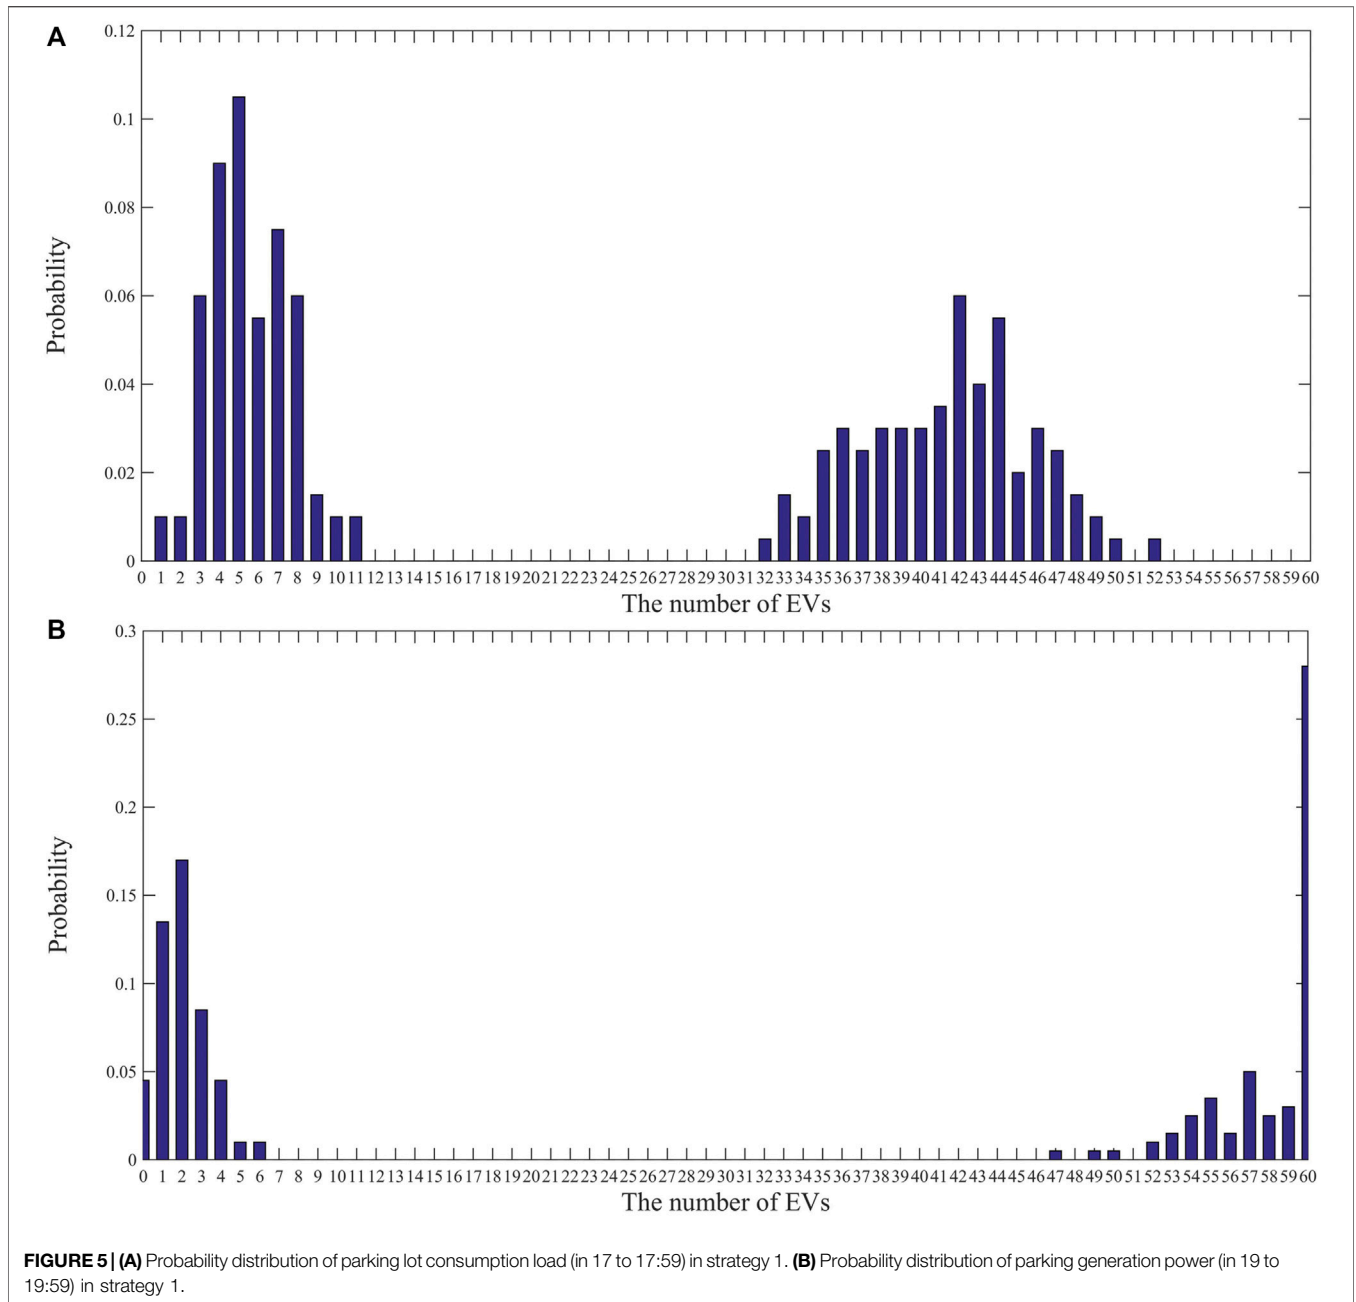 A
0.12
0.1
0.08
0.06
0.04
0.02
0
Probability
0 1 2 3 4 5 6 7 8 9 10 11 12 13 14 15 16 17 18 19 20 21 22 23 24 25 26 27 28 29 30 31 32 33 34 35 36 37 38 39 40 41 42 43 44 45 46 47 48 49 50 51 52 53 54 55 56 57 58 59 60
The number of EVs
B
0.3
0.25
0.2
0.15
0.1
0.05
0
Probability
0 1 2 3 4 5 6 7 8 9 10 11 12 13 14 15 16 17 18 19 20 21 22 23 24 25 26 27 28 29 30 31 32 33 34 35 36 37 38 39 40 41 42 43 44 45 46 47 48 49 50 51 52 53 54 55 56 57 58 59 60
The number of EVs
FIGURE 5 | (A) Probability distribution of parking lot consumption load (in 17 to 17:59) in strategy 1. (B) Probability distribution of parking generation power (in 19 to
19:59) in strategy 1.